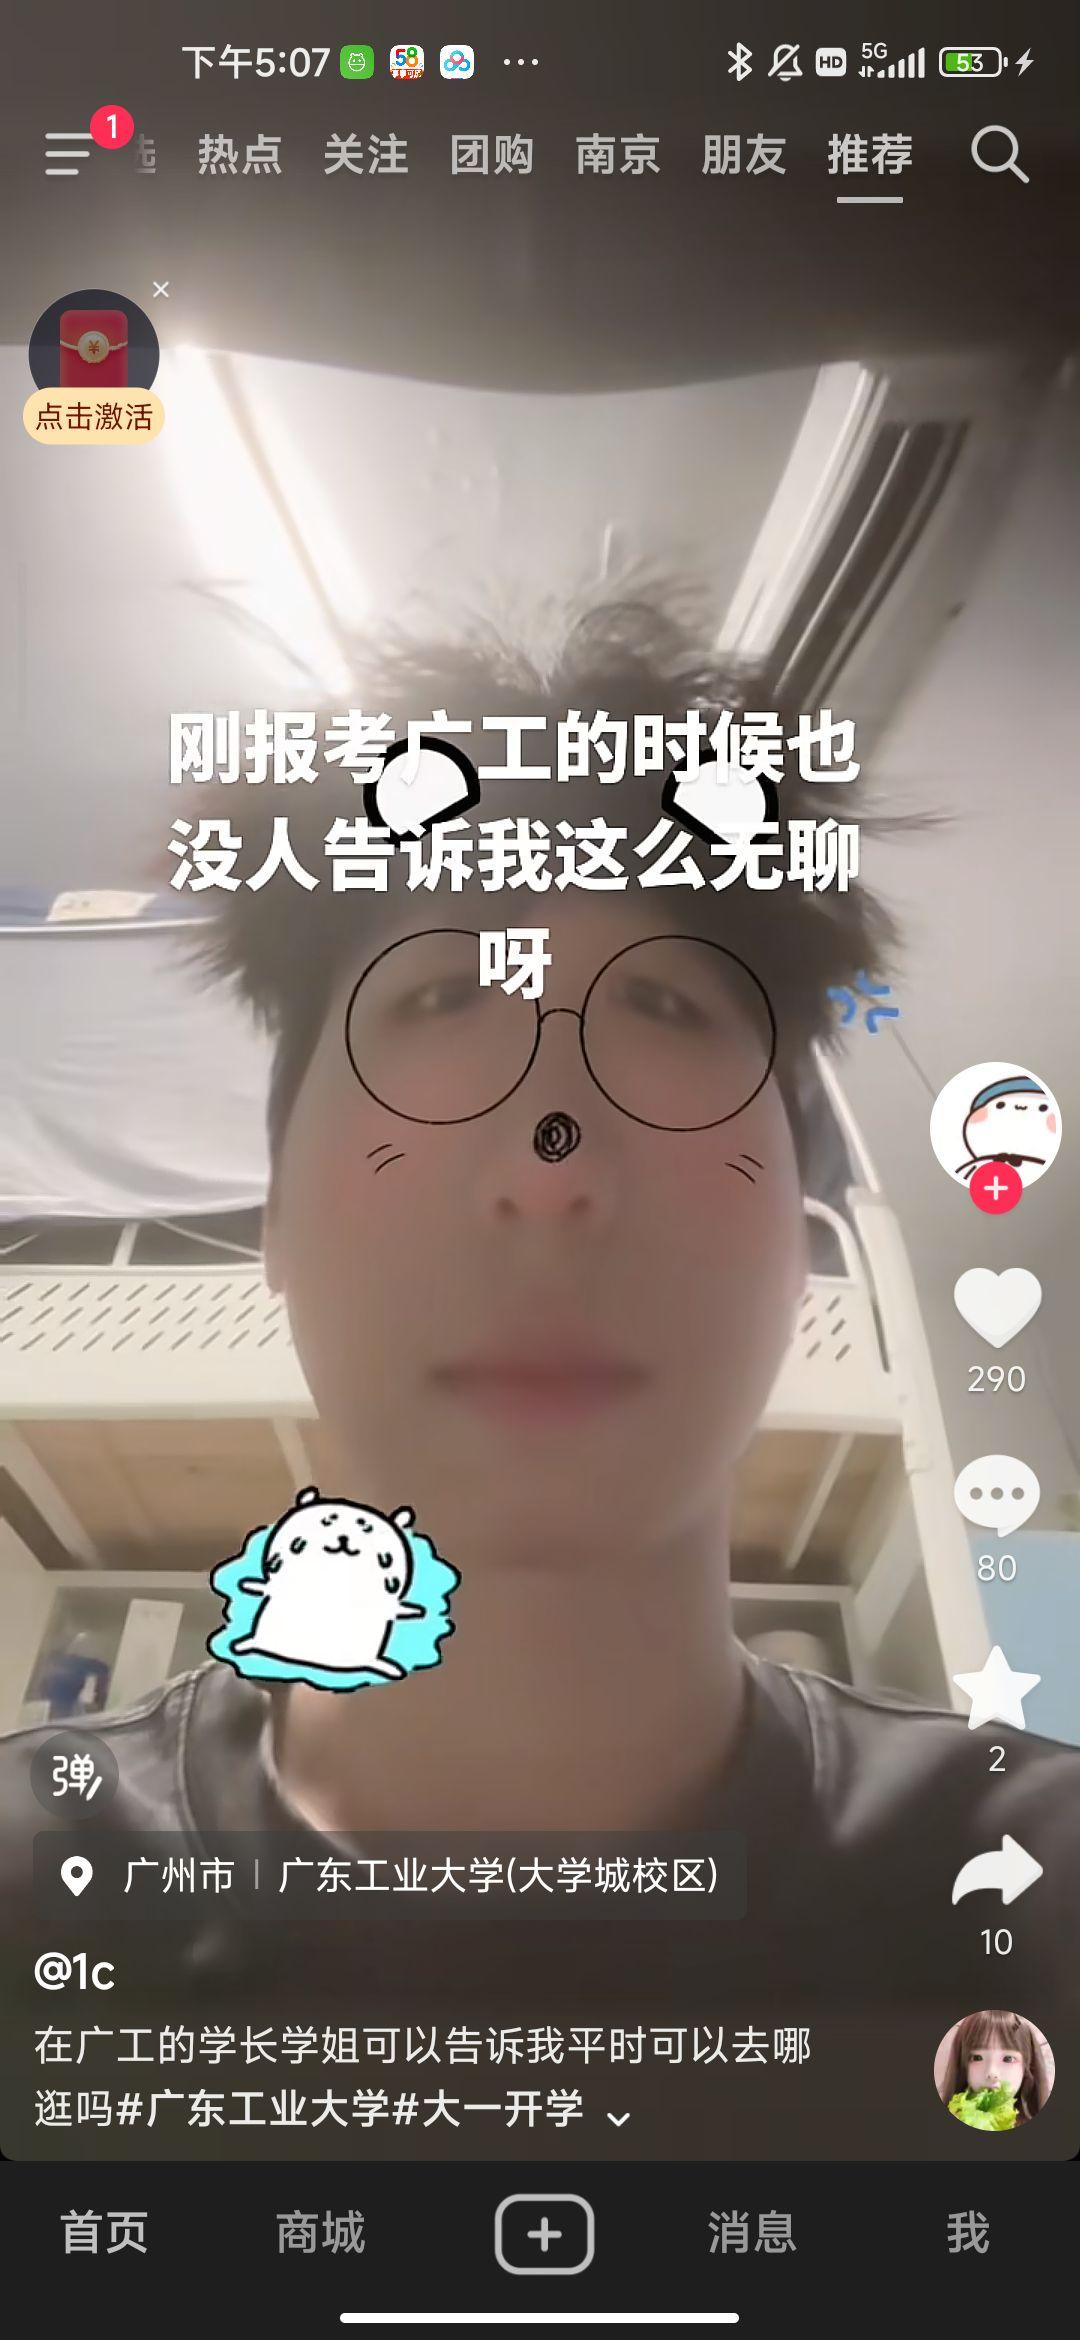 下午5:07
58
HD
5G
53
1
热点 关注 团购 南京 朋友 推荐
点击激活
刚报考广工的时候也
没人告诉我这么无聊
呀
290
80
2
弹
广州市 | 广东工业大学(大学城校区)
10
@1c
在广工的学长学姐可以告诉我平时可以去哪
逛吗#广东工业大学#大一开学
首页 商城 消息 我